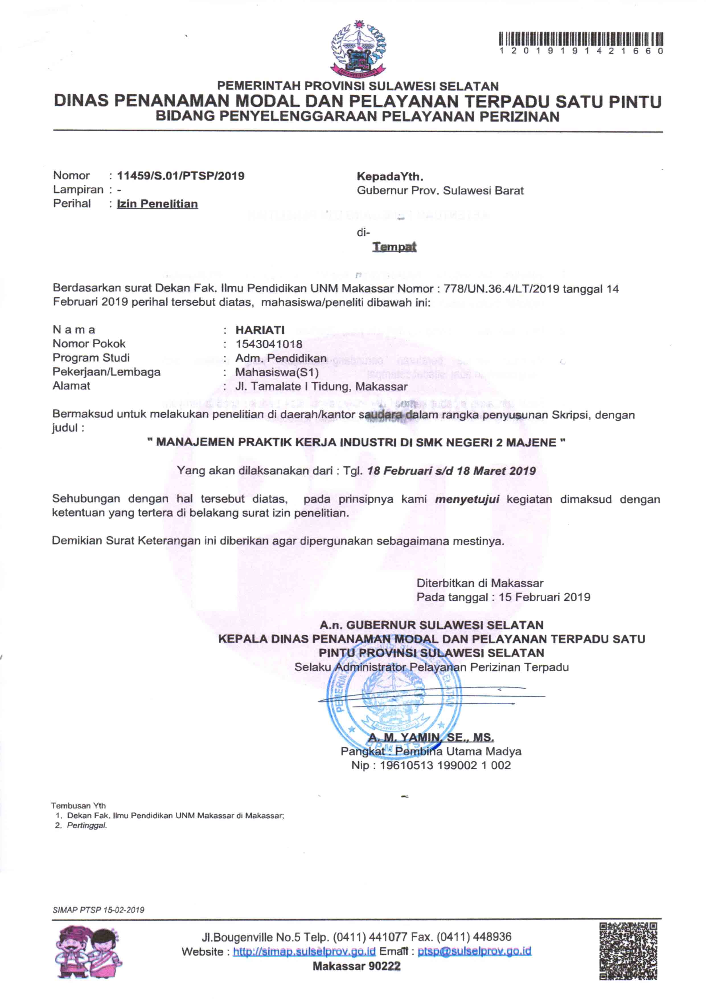 SULAWESI SELATAN
1 2 0 1 9 1 9 1 4 2 1 6 6 0
PEMERINTAH PROVINSI SULAWESI SELATAN
DINAS PENANAMAN MODAL DAN PELAYANAN TERPADU SATU PINTU
BIDANG PENYELENGGARAAN PELAYANAN PERIZINAN
Nomor : 11459/S.01/PTSP/2019
Lampiran : -
Perihal : Izin Penelitian
KepadaYth.
Gubernur Prov. Sulawesi Barat
di-
Tempat
Berdasarkan surat Dekan Fak. Ilmu Pendidikan UNM Makassar Nomor : 778/UN.36.4/LT/2019 tanggal 14
Februari 2019 perihal tersebut diatas, mahasiswa/peneliti dibawah ini:
N a m a : HARIATI
Nomor Pokok : 1543041018
Program Studi : Adm. Pendidikan
Pekerjaan/Lembaga : Mahasiswa(S1)
Alamat : Jl. Tamalate I Tidung, Makassar
Bermaksud untuk melakukan penelitian di daerah/kantor saudara dalam rangka penyusunan Skripsi, dengan
judul :
" MANAJEMEN PRAKTIK KERJA INDUSTRI DI SMK NEGERI 2 MAJENE "
Yang akan dilaksanakan dari : Tgl. 18 Februari s/d 18 Maret 2019
Sehubungan dengan hal tersebut diatas, pada prinsipnya kami menyetujui kegiatan dimaksud dengan
ketentuan yang tertera di belakang surat izin penelitian.
Demikian Surat Keterangan ini diberikan agar dipergunakan sebagaimana mestinya.
Diterbitkan di Makassar
Pada tanggal : 15 Februari 2019
A.n. GUBERNUR SULAWESI SELATAN
KEPALA DINAS PENANAMAN MODAL DAN PELAYANAN TERPADU SATU
PINTU PROVINSI SULAWESI SELATAN
Selaku Administrator Pelayanan Perizinan Terpadu
A. M. YAMIN, SE., MS.
Pangkat : Pembina Utama Madya
Nip : 19610513 199002 1 002
Tembusan Yth
1. Dekan Fak. Ilmu Pendidikan UNM Makassar di Makassar;
2. Pertinggal.
SIMAP PTSP 15-02-2019
Jl.Bougenville No.5 Telp. (0411) 441077 Fax. (0411) 448936
Website : http://simap.sulselprov.go.id Email : ptsp@sulselprov.go.id
Makassar 90222